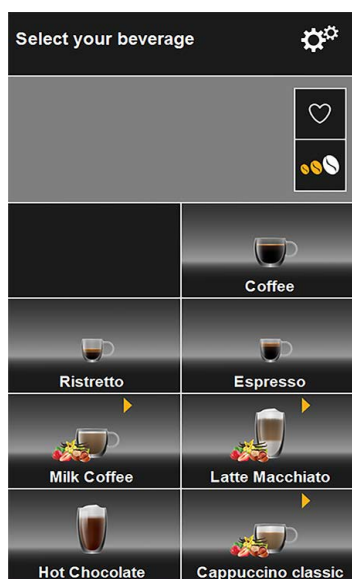 Select your beverage
Coffee
Ristretto
Espresso
Milk Coffee
Latte Macchiato
Hot Chocolate
Cappuccino classic